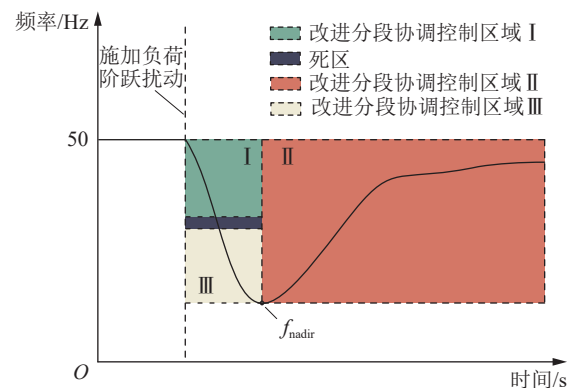 频率/Hz
施加负荷
阶跃扰动
改进分段协调控制区域Ⅰ
死区
改进分段协调控制区域Ⅱ
改进分段协调控制区域Ⅲ
50
Ⅰ
Ⅱ
Ⅲ
fnadir
O
时间/s